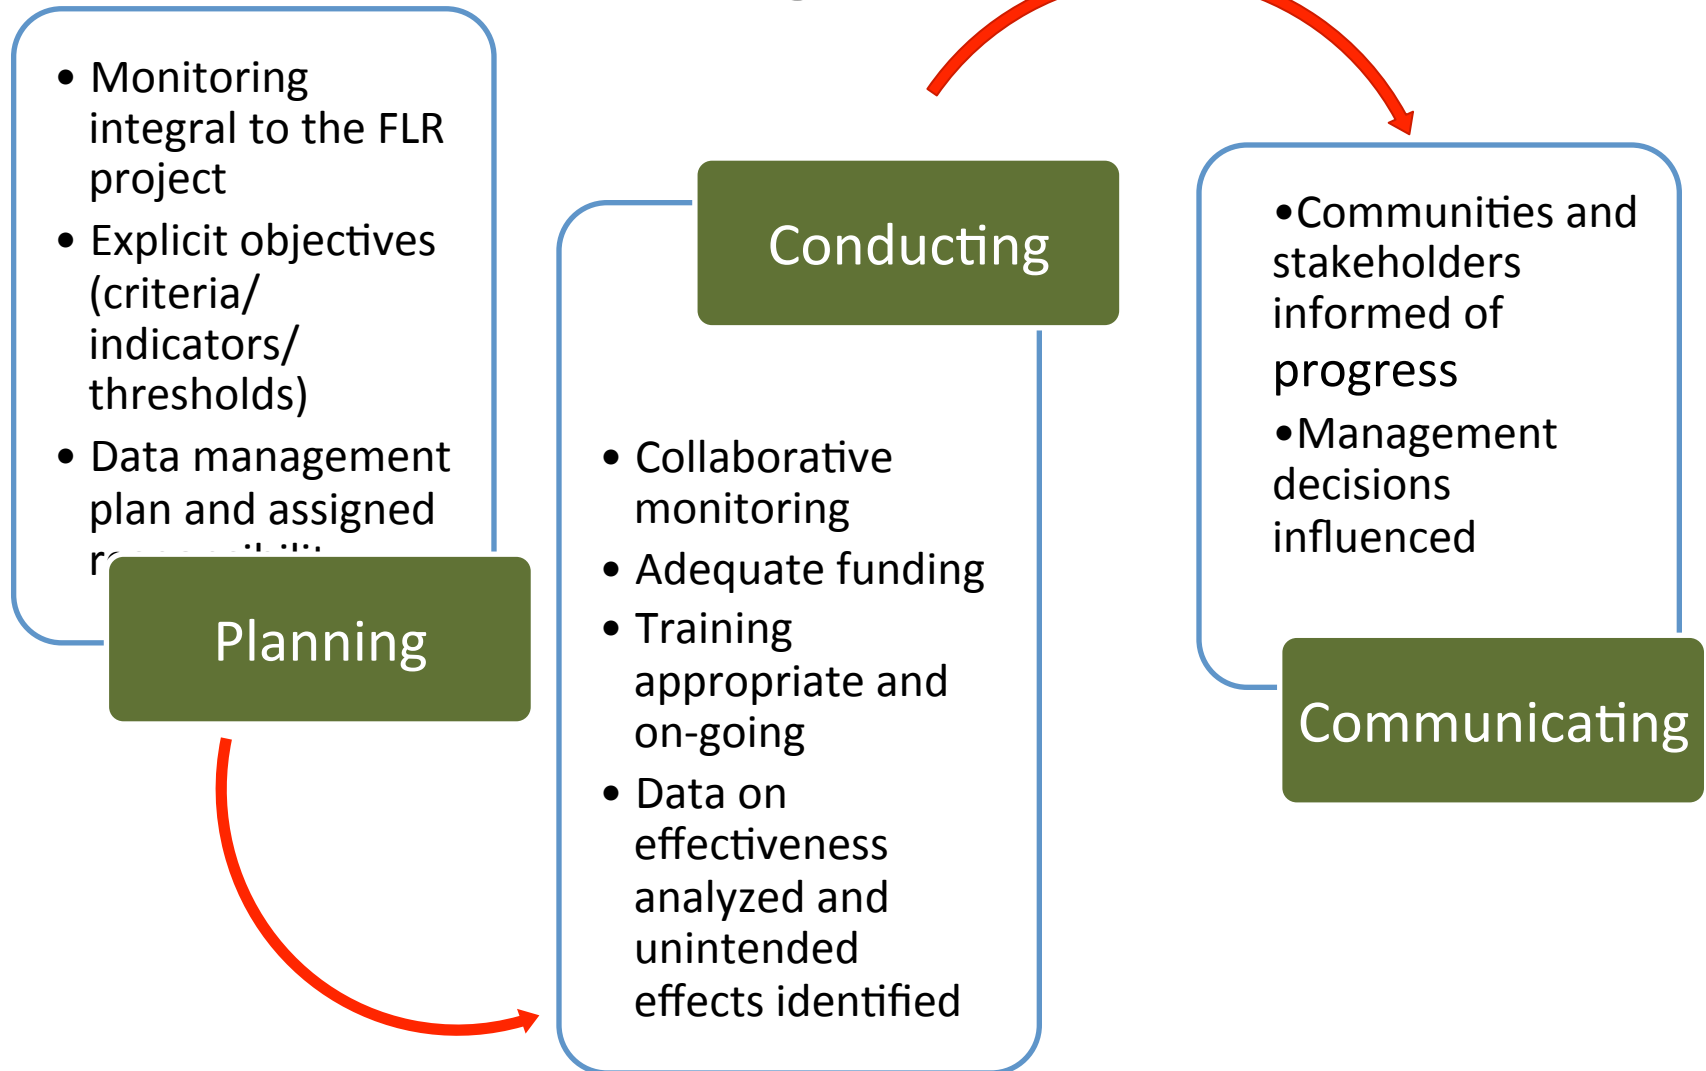 • Monitoring
integral to the FLR
project
• Explicit objectives
(criteria/
indicators/
thresholds)
• Data management
plan and assigned
Planning
Conducting
• Collaborative
monitoring
• Adequate funding
• Training
appropriate and
on-going
• Data on
effectiveness
analyzed and
unintended
effects identified
•Communities and
stakeholders
informed of
progress
•Management
decisions
influenced
Communicating